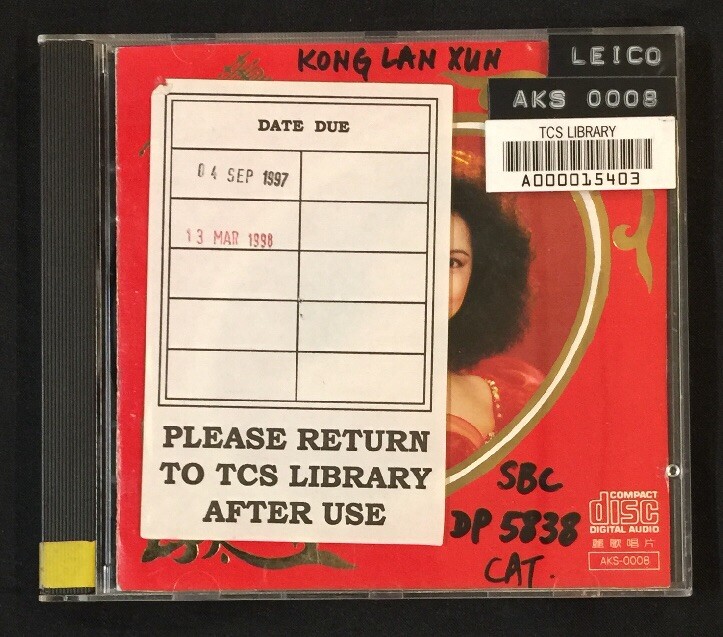 KONG LAN XUN
LEICO
AKS 0008
TCS LIBRARY
A000015403
DATE DUE
04 SEP 1997
13 MAR 1998
PLEASE RETURN
TO TCS LIBRARY
AFTER USE
SBC
DP 5838
CAT.
COMPACT
disc
DIGITAL AUDIO
麗歌唱片
AKS-0008